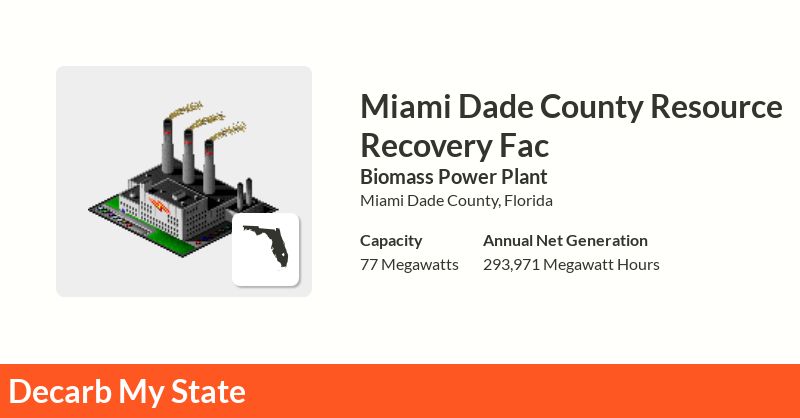 Miami Dade County Resource
Recovery Fac
Biomass Power Plant
Miami Dade County, Florida
Capacity
77 Megawatts
Annual Net Generation
293,971 Megawatt Hours
Decarb My State